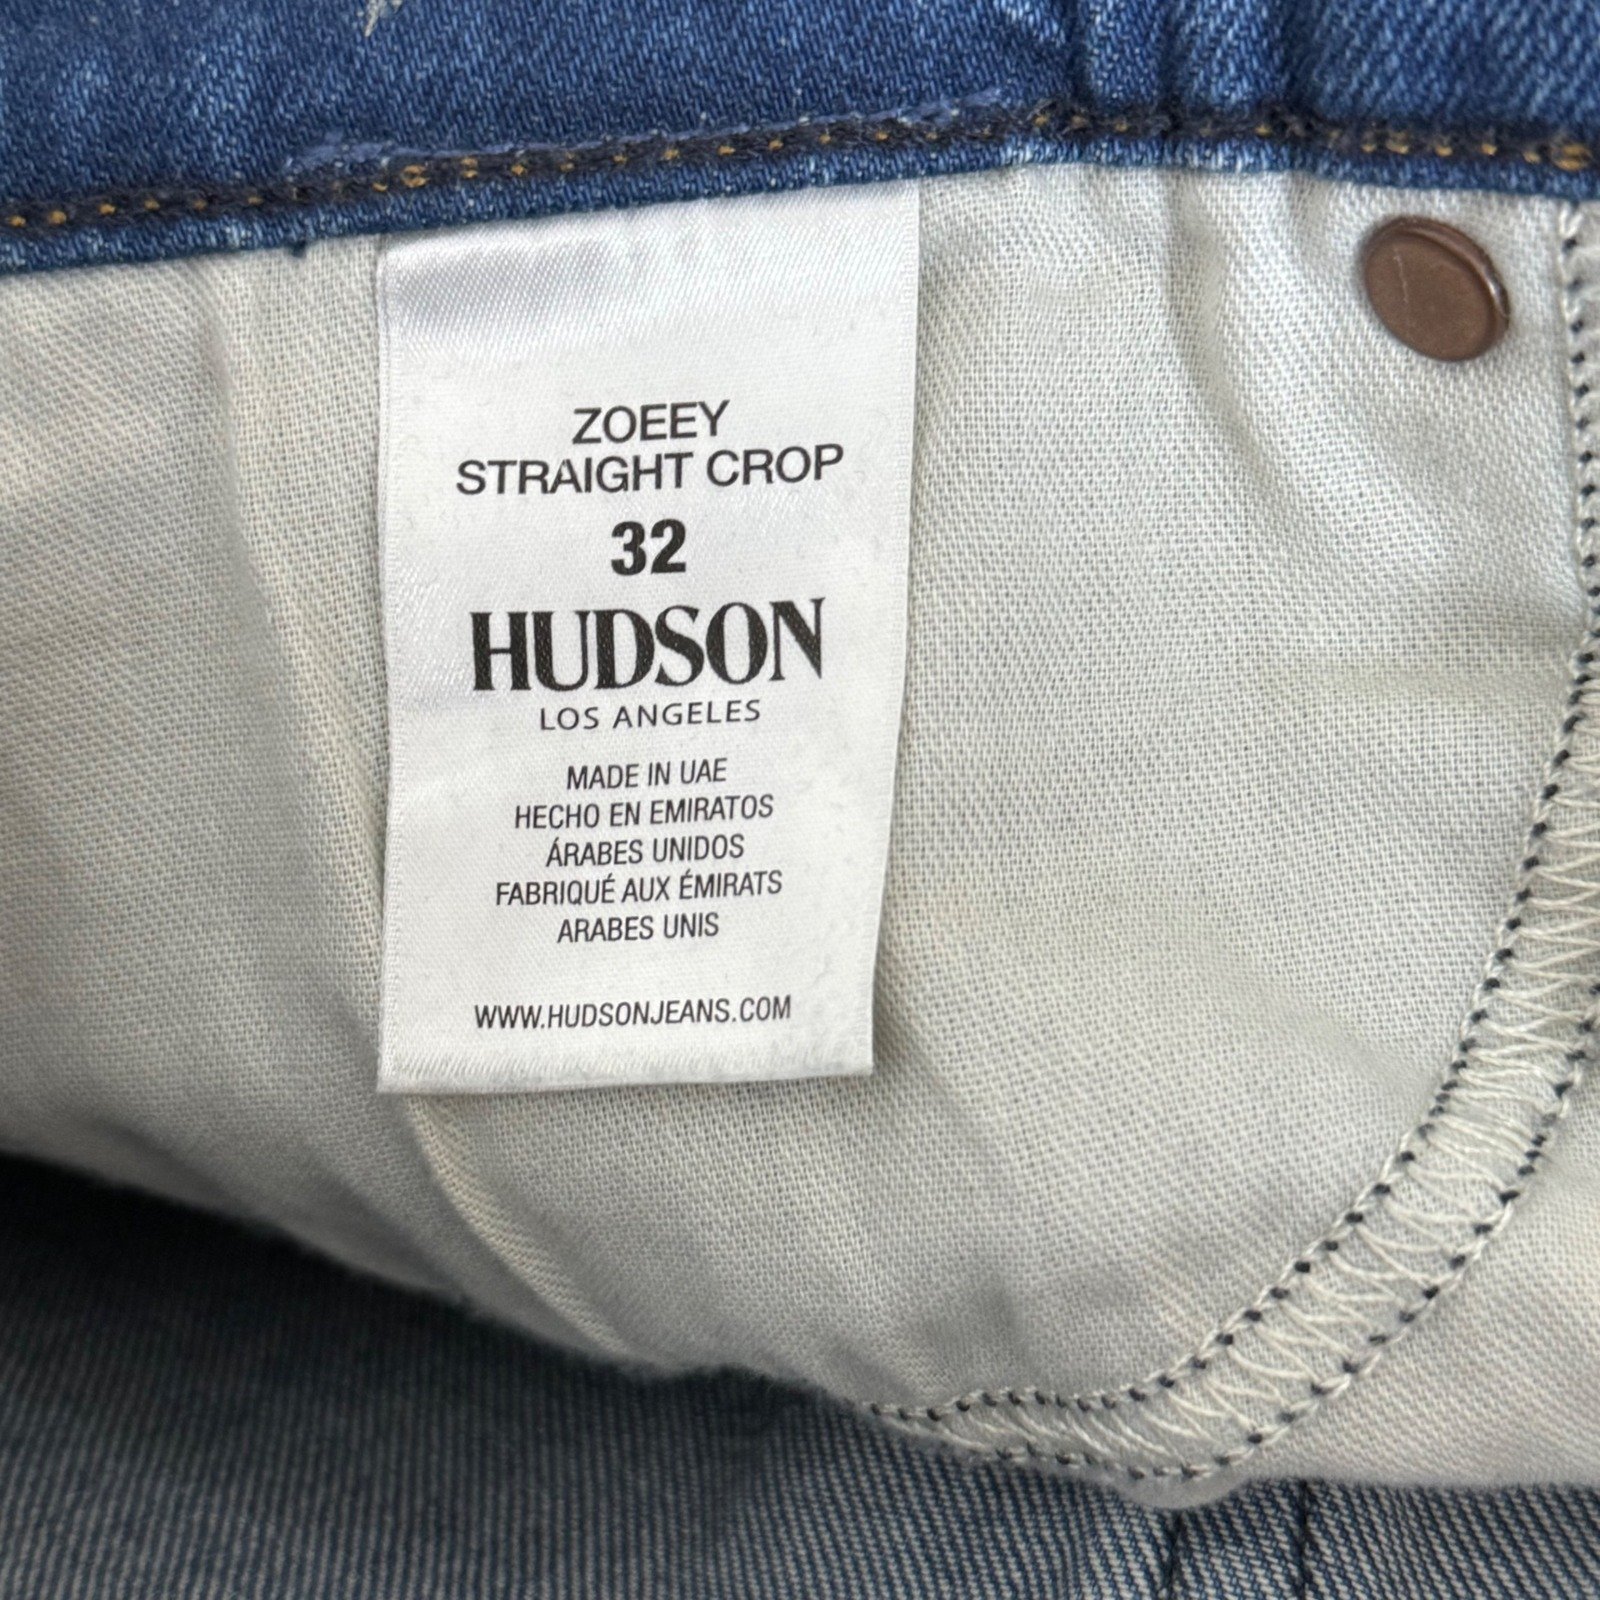 ZOEEY
STRAIGHT CROP
32
HUDSON
LOS ANGELES
MADE IN UAE
HECHO EN EMIRATOS
ÁRABES UNIDOS
FABRIQUÉ AUX ÉMIRATS
ARABES UNIS
WWW.HUDSONJEANS.COM